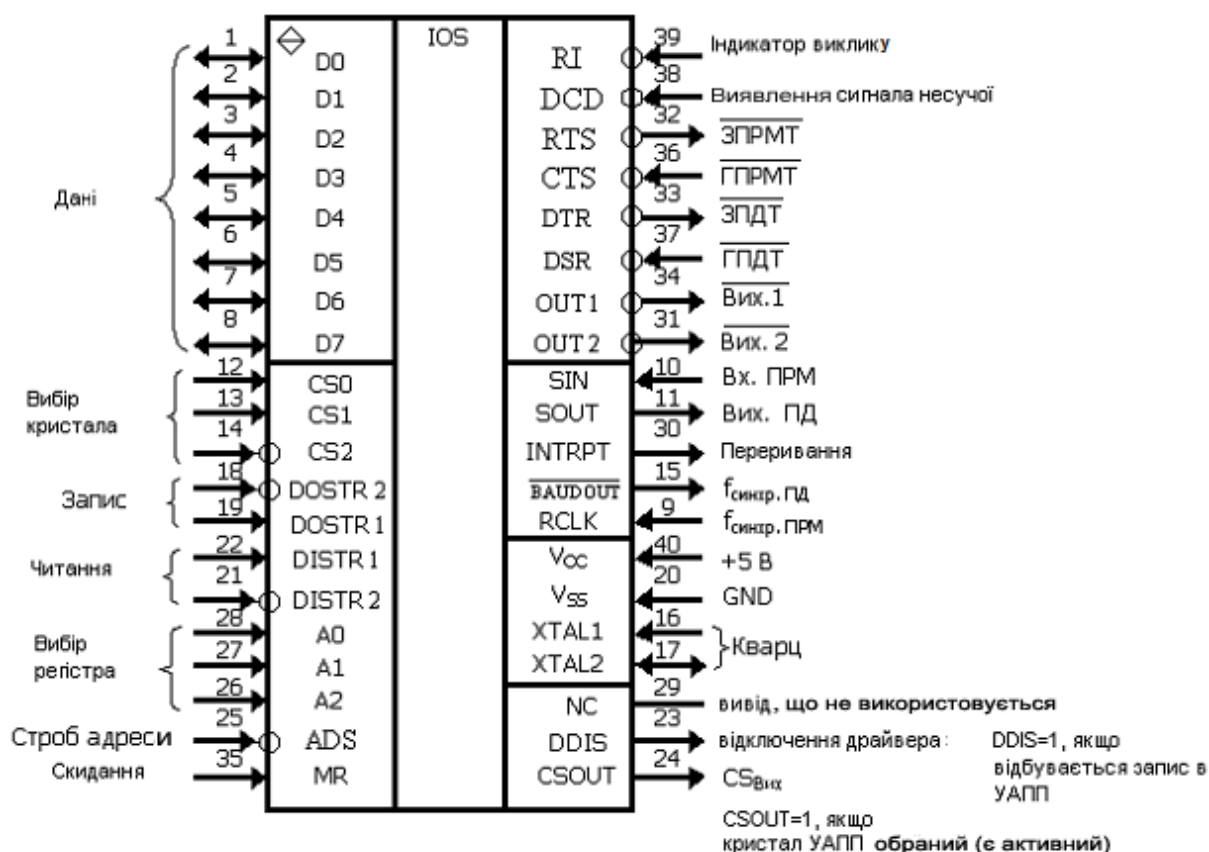 IOS
Дані
1 D0
2 D1
3 D2
4 D3
5 D4
6 D5
7 D6
8 D7
Вибір
кристала
12 CS0
13 CS1
14 CS2
Запис
18 DOSTR 2
19 DOSTR 1
Читання
22 DISTR 1
21 DISTR 2
Вибір
регістра
28 A0
27 A1
26 A2
Строб адреси 25 ADS
Скидання 35 MR
RI 39 Індикатор виклику
DCD 38 Виявлення сигнала несучої
RTS 32 ЗПРМТ
CTS 36 ГПРМТ
DTR 33 ЗПДТ
DSR 37 ГПДТ
OUT1 34 Вих.1
OUT 2 31 Вих. 2
SIN 10 Вх. ПРМ
SOUT 11 Вих. ПД
INTRPT 30 Переривання
BAUDOUT 15 fсинхр. ПД
RCLK 9 fсинхр. ПРМ
Vcc 40 +5 В
Vss 20 GND
XTAL1 16
XTAL2 17
Кварц
NC 29 вивід, що не використовується
DDIS 23 відключення драйвера: DDIS=1, якщо
відбувається запис в
УАПП
CSOUT 24 CSВих
CSOUT=1, якщо
кристал УАПП обраний (є активний)